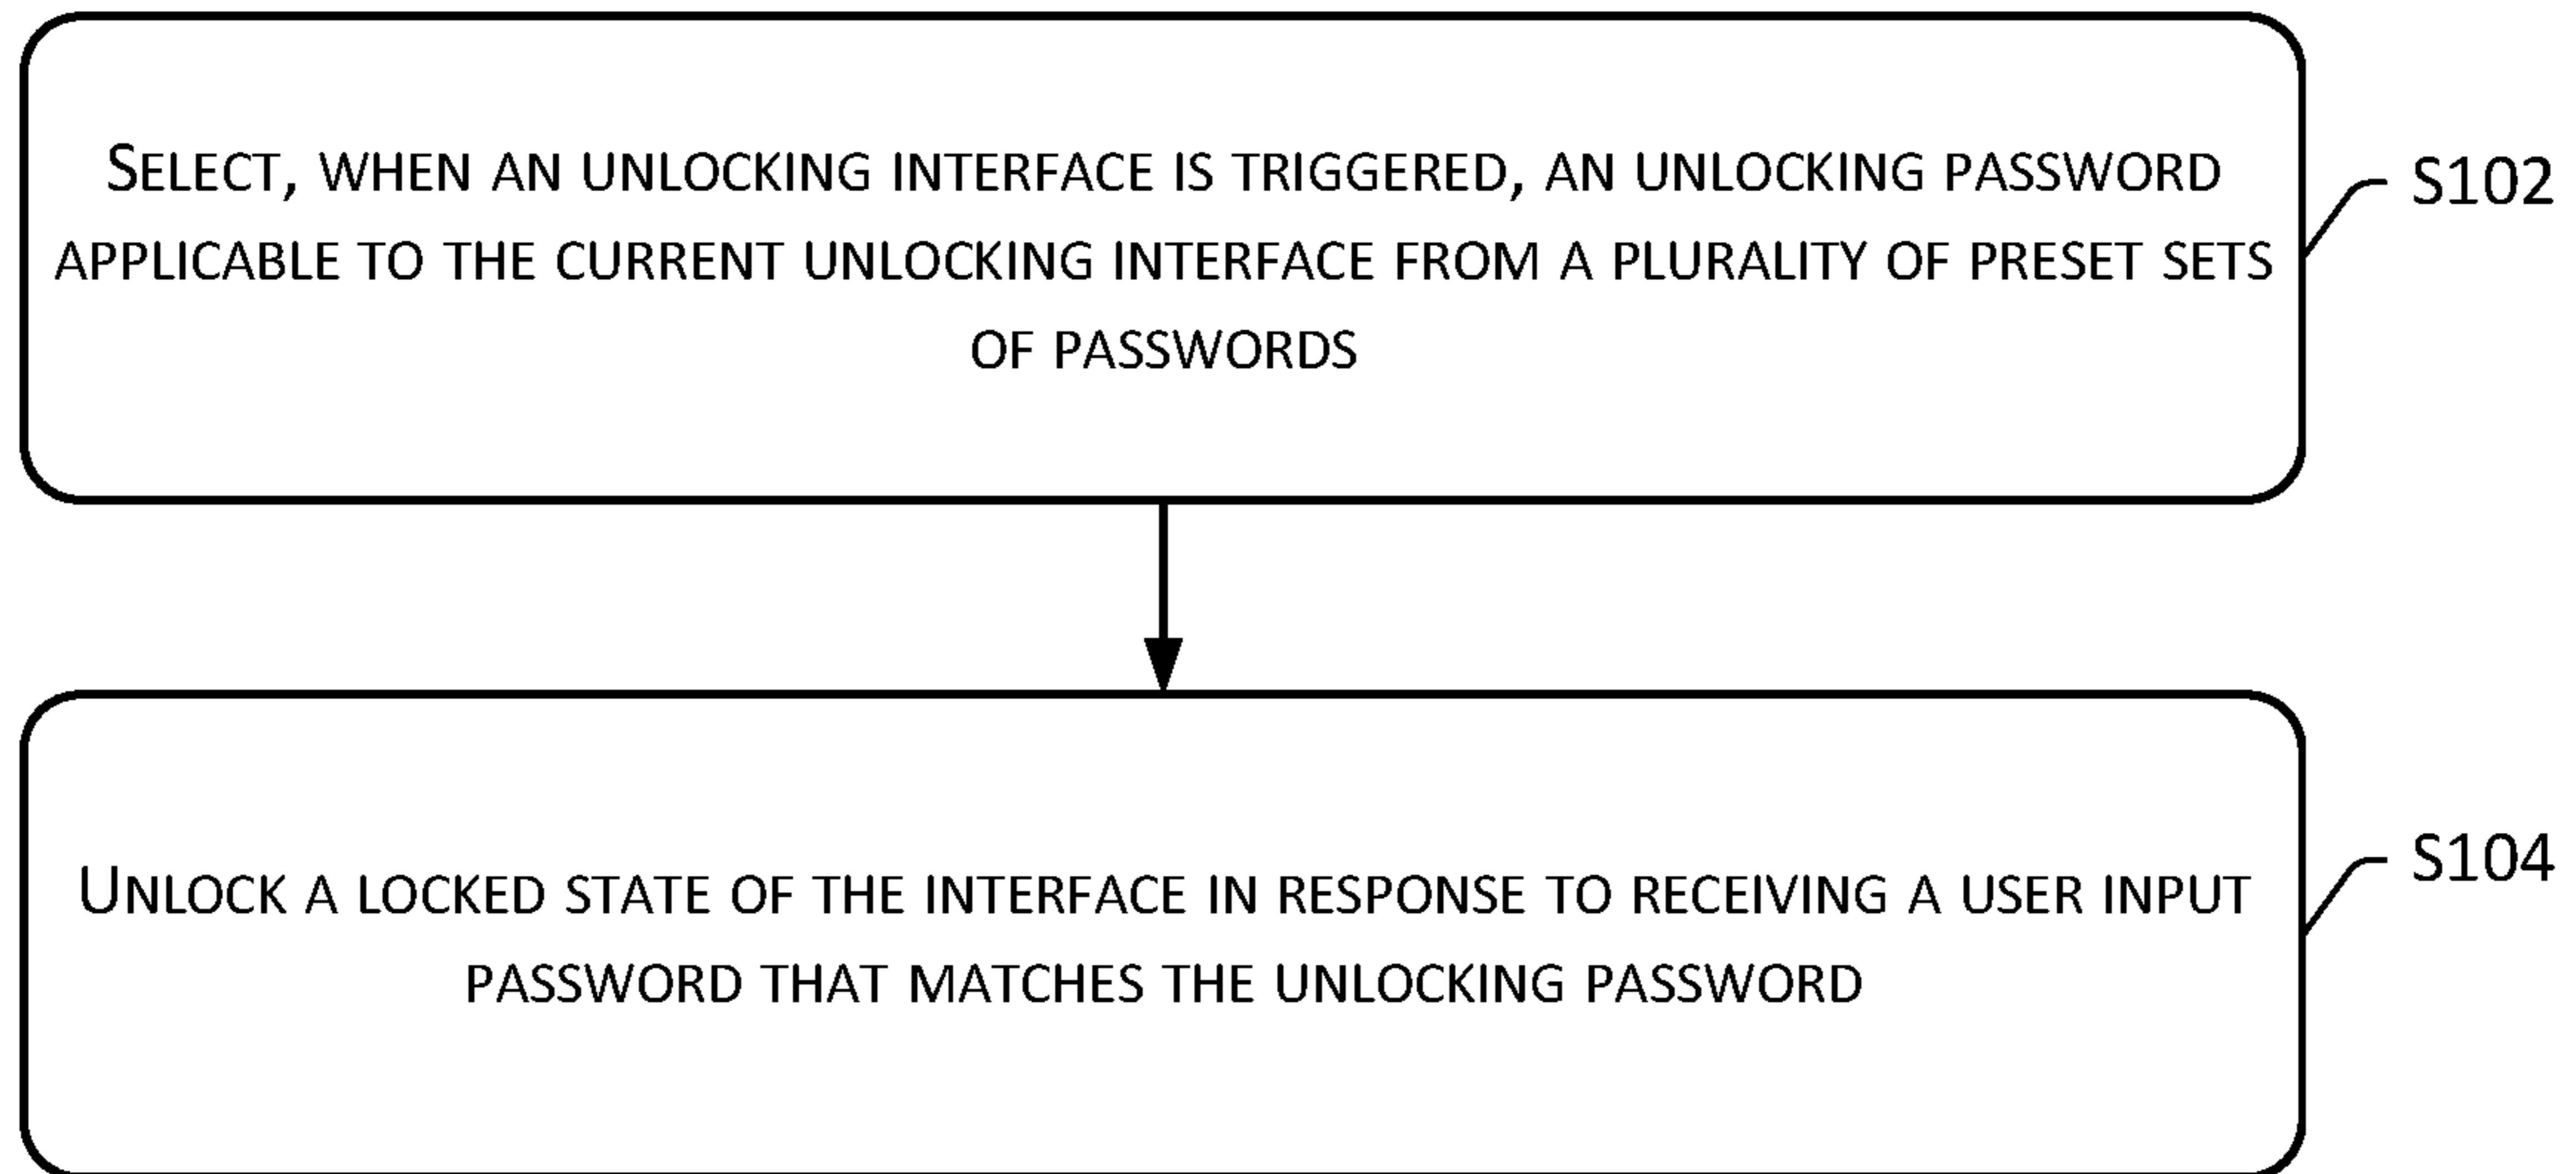 SELECT, WHEN AN UNLOCKING INTERFACE IS TRIGGERED, AN UNLOCKING PASSWORD
APPLICABLE TO THE CURRENT UNLOCKING INTERFACE FROM A PLURALITY OF PRESET SETS
OF PASSWORDS
S102
UNLOCK A LOCKED STATE OF THE INTERFACE IN RESPONSE TO RECEIVING A USER INPUT
PASSWORD THAT MATCHES THE UNLOCKING PASSWORD
S104